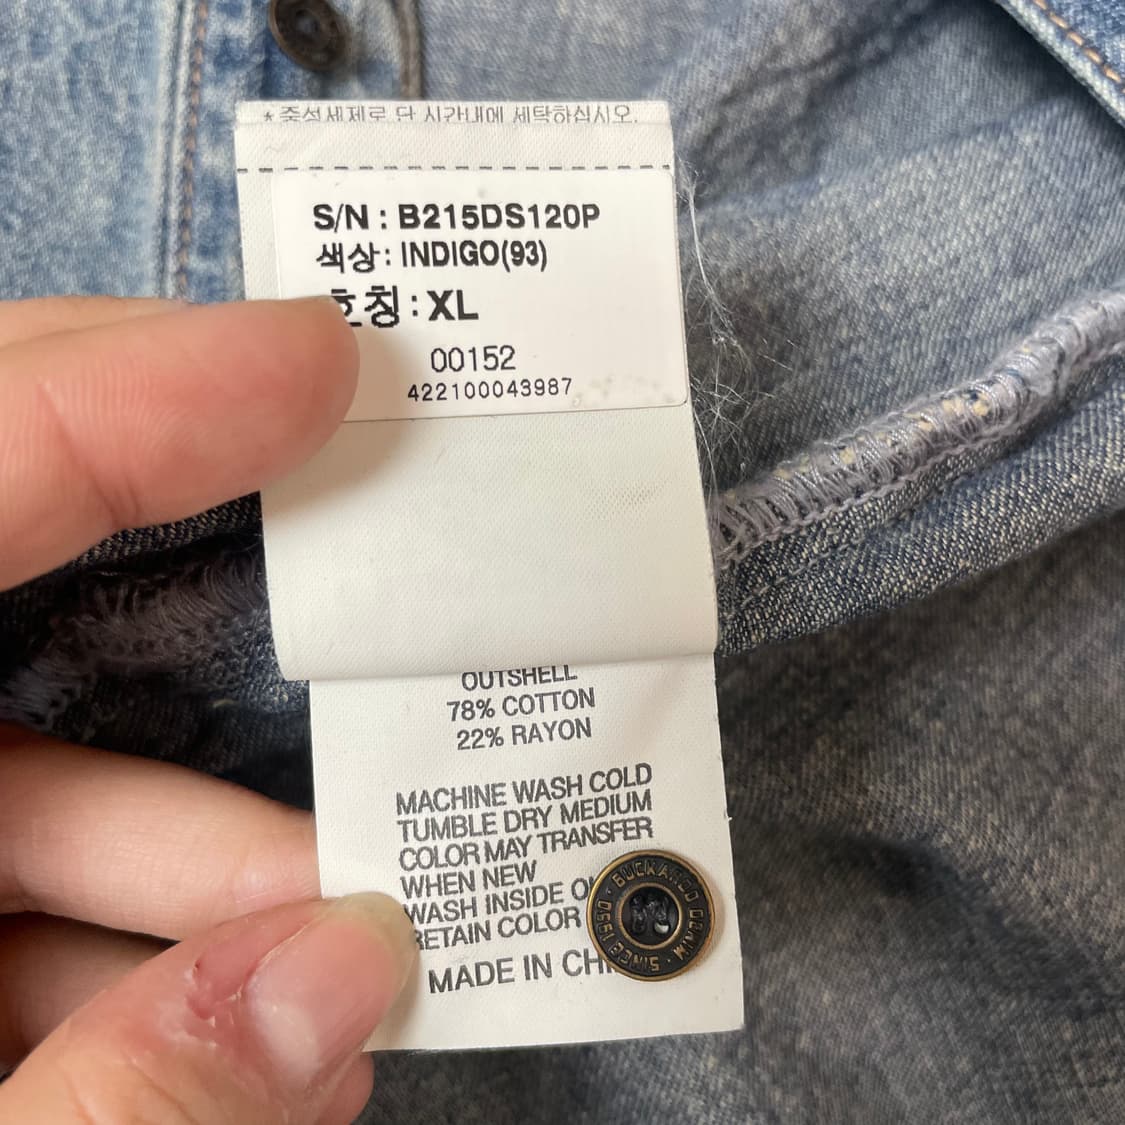 * 중성세제로 단 시간내에 세탁하십시오.
S/N : B215DS120P
색상 : INDIGO(93)
호칭 : XL
00152
422100043987
OUTSHELL
78% COTTON
22% RAYON
MACHINE WASH COLD
TUMBLE DRY MEDIUM
COLOR MAY TRANSFER
WHEN NEW
WASH INSIDE
RETAIN COLOR
MADE IN
BUCKAROO DENIM · SINCE 1990 ·